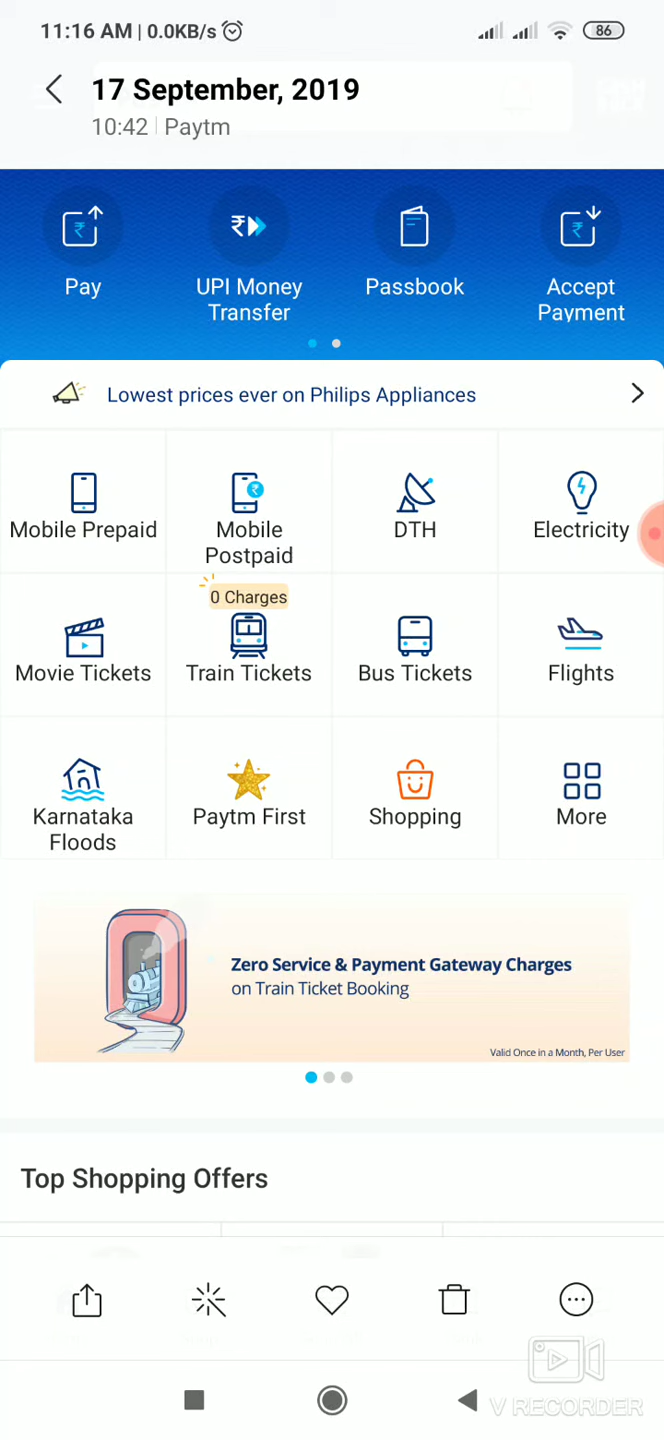 11:16 AM | 0.0KB/s
86
17 September, 2019
10:42 | Paytm
Pay
UPI Money
Transfer
Passbook
Accept
Payment
Lowest prices ever on Philips Appliances
Mobile Prepaid
Mobile
Postpaid
DTH
Electricity
0 Charges
Movie Tickets
Train Tickets
Bus Tickets
Flights
Karnataka
Floods
Paytm First
Shopping
More
Zero Service & Payment Gateway Charges
on Train Ticket Booking
Valid Once in a Month, Per User
Top Shopping Offers
V RECORDER